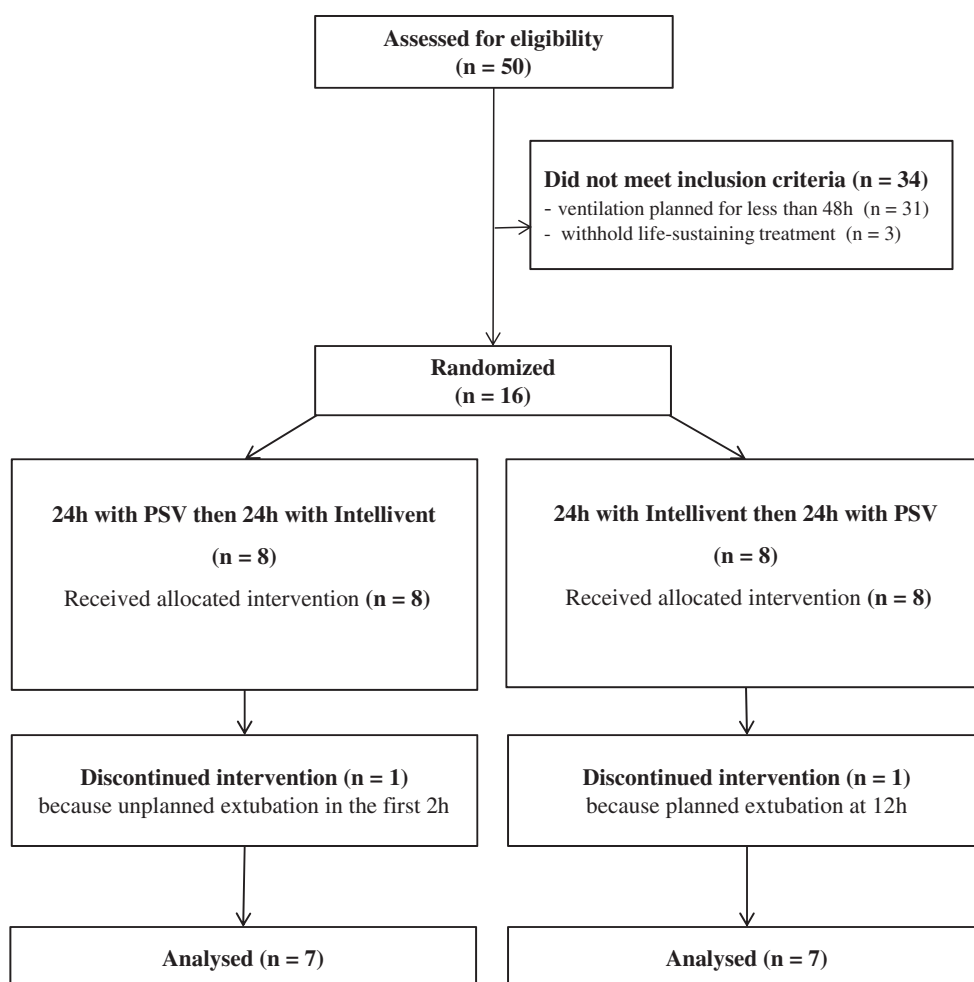 Assessed for eligibility
(n = 50)
Did not meet inclusion criteria (n = 34)
- ventilation planned for less than 48h (n = 31)
- withhold life-sustaining treatment (n = 3)
Randomized
(n = 16)
24h with PSV then 24h with Intellivent
(n = 8)
Received allocated intervention (n = 8)
24h with Intellivent then 24h with PSV
(n = 8)
Received allocated intervention (n = 8)
Discontinued intervention (n = 1)
because unplanned extubation in the first 2h
Discontinued intervention (n = 1)
because planned extubation at 12h
Analysed (n = 7)
Analysed (n = 7)